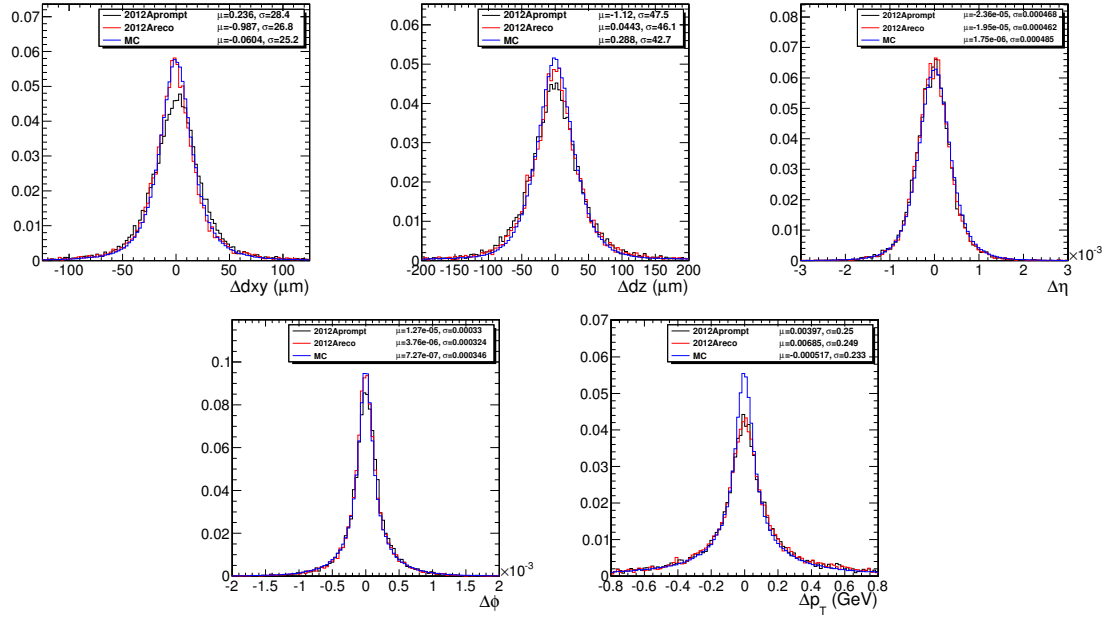 2012Aprompt μ=0.236, σ=28.4
2012Areco μ=-0.987, σ=26.8
MC μ=-0.0604, σ=25.2
0.07
0.06
0.05
0.04
0.03
0.02
0.01
0
-100 -50 0 50 100
Δdxy (μm)
2012Aprompt μ=-1.12, σ=47.5
2012Areco μ=0.0443, σ=46.1
MC μ=0.288, σ=42.7
0.06
0.05
0.04
0.03
0.02
0.01
0
-200 -150 -100 -50 0 50 100 150 200
Δdz (μm)
2012Aprompt μ=-2.36e-05, σ=0.000468
2012Areco μ=-1.95e-05, σ=0.000462
MC μ=1.75e-06, σ=0.000485
0.08
0.07
0.06
0.05
0.04
0.03
0.02
0.01
0
-3 -2 -1 0 1 2 3
×10⁻³
Δη
2012Aprompt μ=1.27e-05, σ=0.00033
2012Areco μ=3.76e-06, σ=0.000324
MC μ=7.27e-07, σ=0.000346
0.1
0.08
0.06
0.04
0.02
0
-2 -1 0 1 2
×10⁻³
Δϕ
2012Aprompt μ=0.00397, σ=0.25
2012Areco μ=0.00685, σ=0.249
MC μ=-0.000517, σ=0.233
0.07
0.06
0.05
0.04
0.03
0.02
0.01
0
-0.8 -0.6 -0.4 -0.2 0 0.2 0.4 0.6 0.8
Δp_T (GeV)